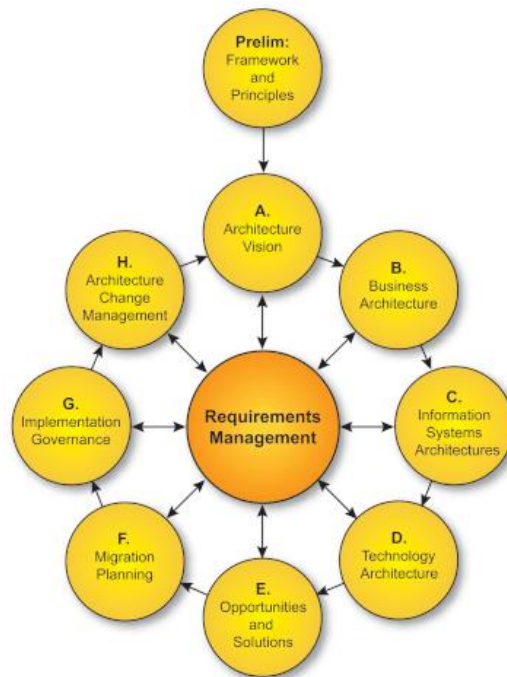 Prelim:
Framework
and
Principles
A.
Architecture
Vision
B.
Business
Architecture
C.
Information
Systems
Architectures
D.
Technology
Architecture
E.
Opportunities
and
Solutions
F.
Migration
Planning
G.
Implementation
Governance
H.
Architecture
Change
Management
Requirements
Management